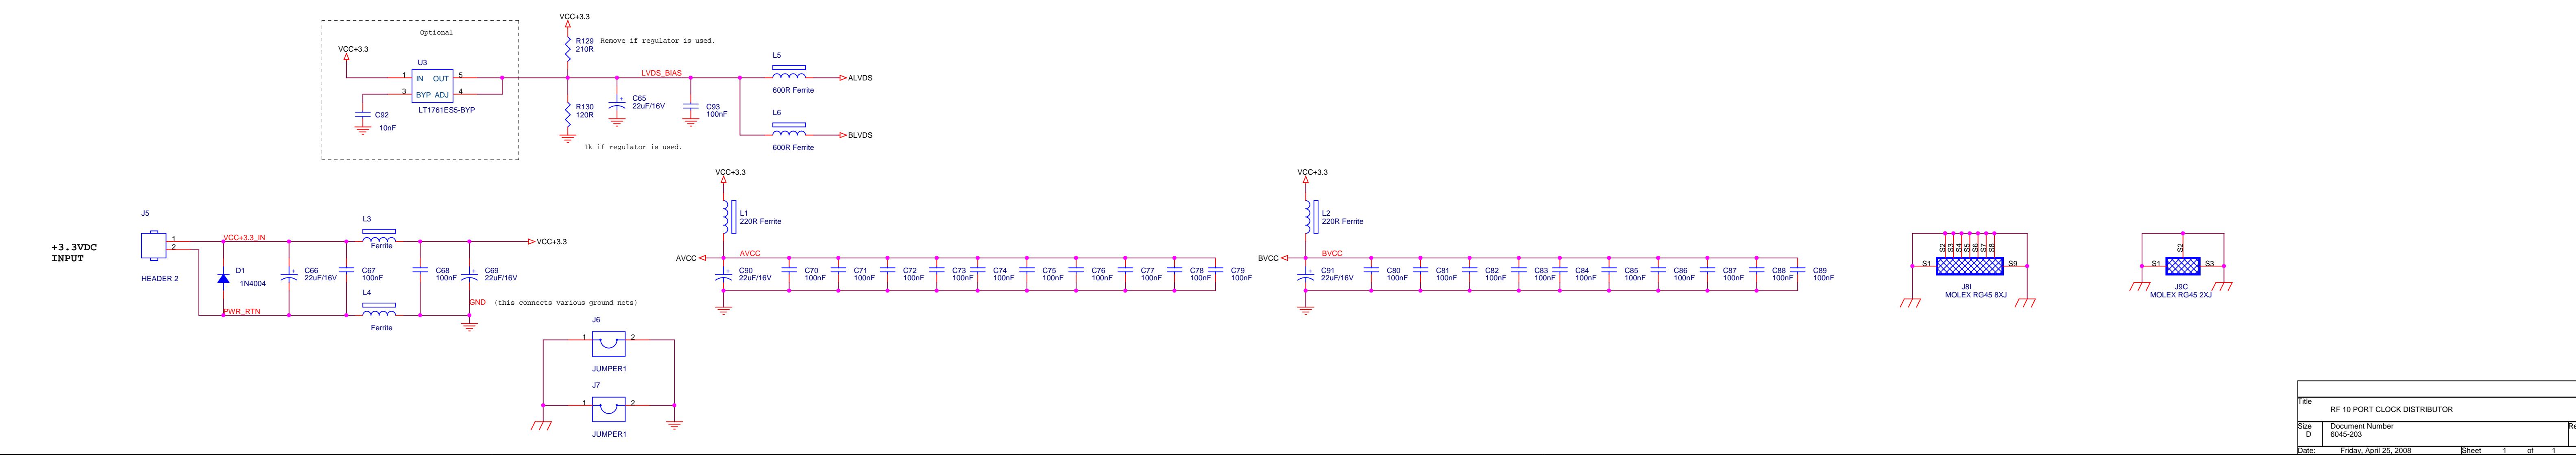 Optional
VCC+3.3
U3
1 IN OUT 5
3 BYP ADJ 4
LT1761ES5-BYP
C92
10nF
VCC+3.3
R129
210R
Remove if regulator is used.
LVDS_BIAS
R130
120R
C65
22uF/16V
C93
100nF
1k if regulator is used.
L5
600R Ferrite
ALVDS
L6
600R Ferrite
BLVDS
+3.3VDC
INPUT
J5
1
2
HEADER 2
VCC+3.3_IN
D1
1N4004
PWR_RTN
C66
22uF/16V
C67
100nF
L3
Ferrite
L4
Ferrite
C68
100nF
C69
22uF/16V
VCC+3.3
GND (this connects various ground nets)
J6
1 2
JUMPER1
J7
1 2
JUMPER1
VCC+3.3
L1
220R Ferrite
AVCC
AVCC
C90
22uF/16V
C70
100nF
C71
100nF
C72
100nF
C73
100nF
C74
100nF
C75
100nF
C76
100nF
C77
100nF
C78
100nF
C79
100nF
VCC+3.3
L2
220R Ferrite
BVCC
BVCC
C91
22uF/16V
C80
100nF
C81
100nF
C82
100nF
C83
100nF
C84
100nF
C85
100nF
C86
100nF
C87
100nF
C88
100nF
C89
100nF
S2 S3 S4 S5 S6 S7 S8
S1 S9
J8I
MOLEX RG45 8XJ
S2
S1 S3
J9C
MOLEX RG45 2XJ
Title
RF 10 PORT CLOCK DISTRIBUTOR
Size Document Number Re
D 6045-203
Date: Friday, April 25, 2008 Sheet 1 of 1